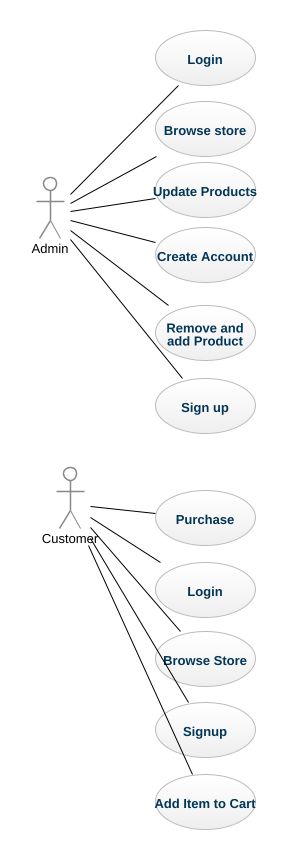 Login
Browse store
Update Products
Admin
Create Account
Remove and
add Product
Sign up
Purchase
Customer
Login
Browse Store
Signup
Add Item to Cart